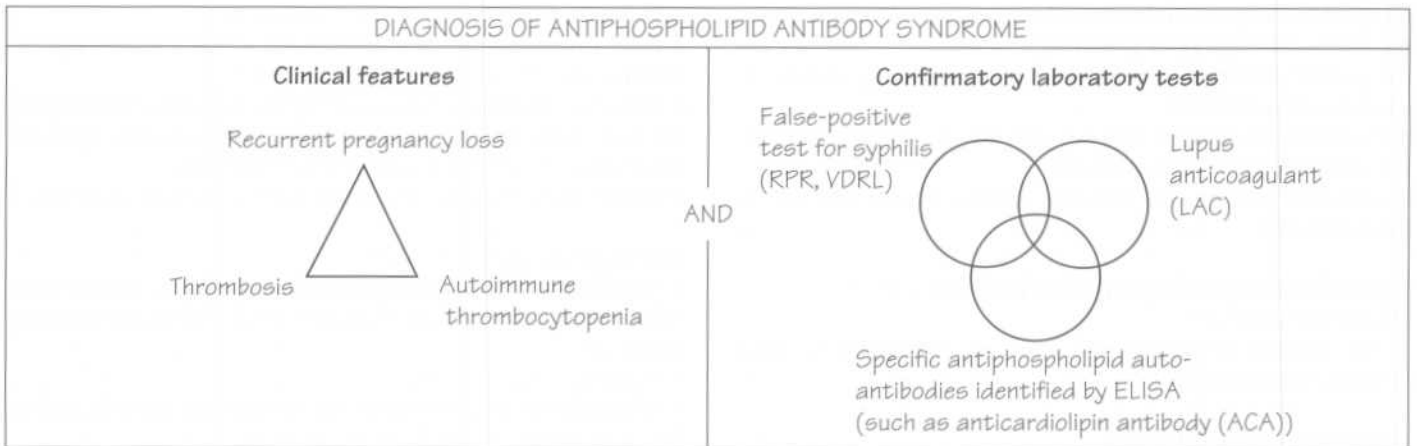 DIAGNOSIS OF ANTIPHOSPHOLIPID ANTIBODY SYNDROME
Clinical features
Recurrent pregnancy loss
Thrombosis
Autoimmune
thrombocytopenia
AND
Confirmatory laboratory tests
False-positive
test for syphilis
(RPR, VDRL)
Lupus
anticoagulant
(LAC)
Specific antiphospholipid auto-
antibodies identified by ELISA
(such as anticardiolipin antibody (ACA))